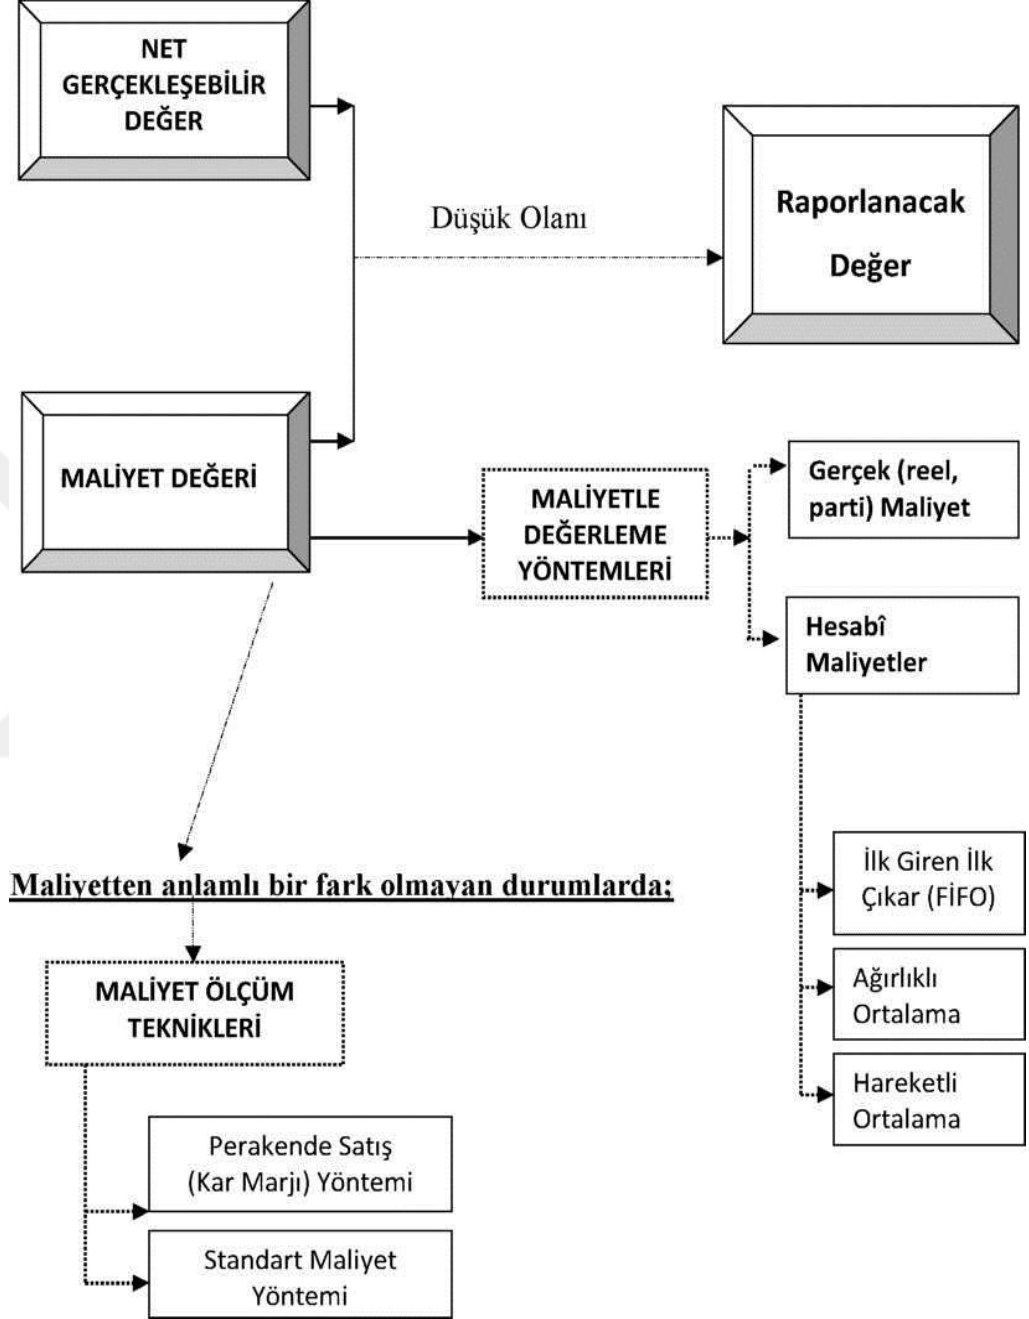 NET
GERÇEKLEŞEBİLİR
DEĞER
Düşük Olanı
Raporlanacak
Değer
MALİYET DEĞERİ
MALİYETLE
DEĞERLEME
YÖNTEMLERİ
Gerçek (reel,
parti) Maliyet
Hesabî
Maliyetler
İlk Giren İlk
Çıkar (FİFO)
Ağırlıklı
Ortalama
Hareketli
Ortalama
Maliyetten anlamlı bir fark olmayan durumlarda;
MALİYET ÖLÇÜM
TEKNİKLERİ
Perakende Satış
(Kar Marjı) Yöntemi
Standart Maliyet
Yöntemi